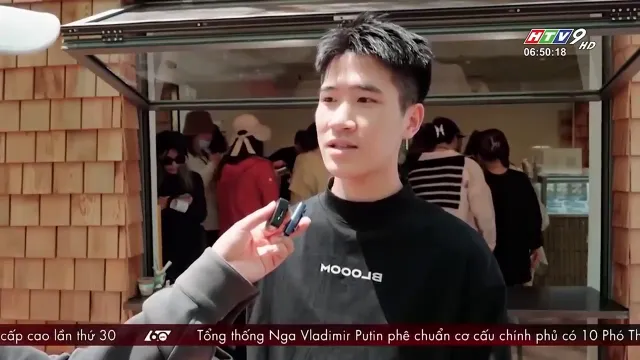 HTV9 HD
06:50:18
BLOOOM
cấp cao lần thứ 30 60 Tổng thống Nga Vladimir Putin phê chuẩn cơ cấu chính phủ có 10 Phó Th